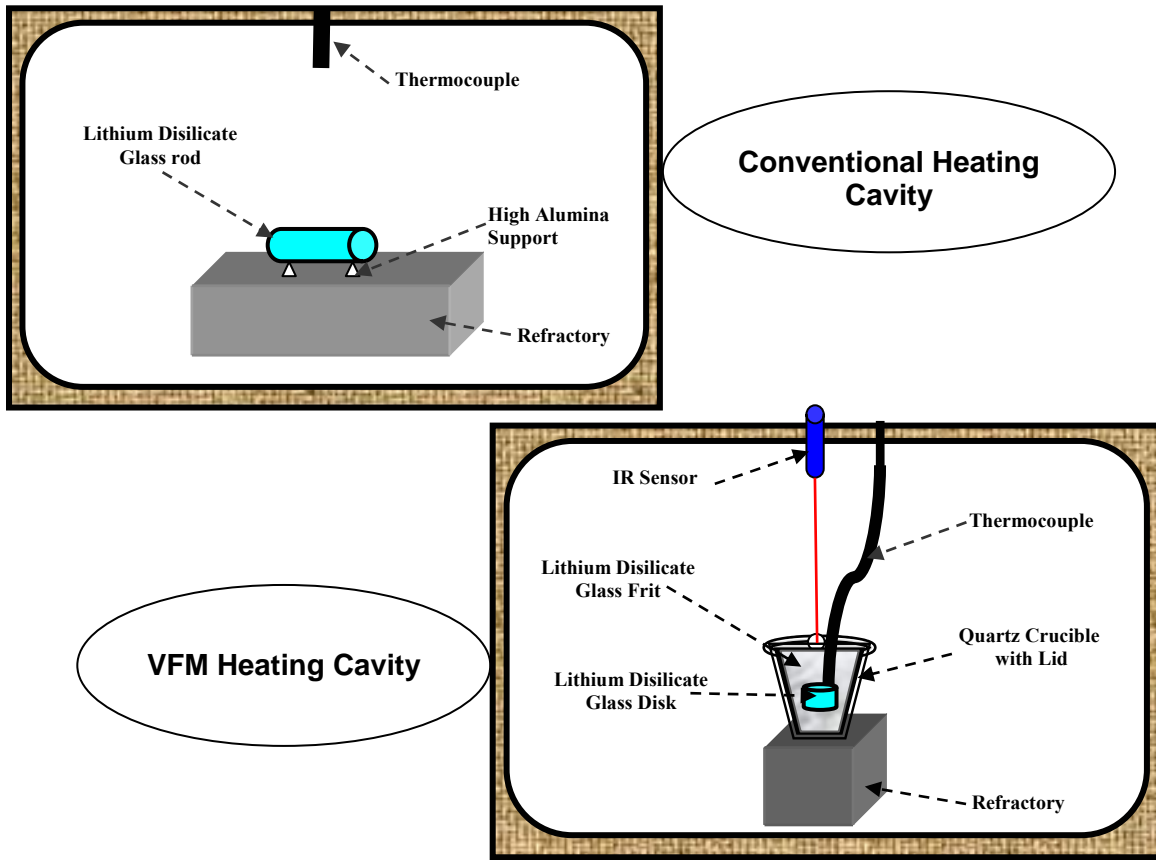 Thermocouple
Lithium Disilicate
Glass rod
Conventional Heating
Cavity
High Alumina
Support
Refractory
IR Sensor
Thermocouple
Lithium Disilicate
Glass Frit
Quartz Crucible
with Lid
VFM Heating Cavity
Lithium Disilicate
Glass Disk
Refractory